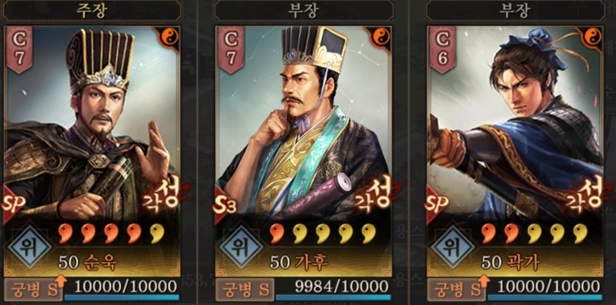 주장
C
7
SP
각성
위
50 순욱
궁병 S
10000/10000
부장
C
7
S3
각성
위
50 가후
궁병 S
9984/10000
부장
C
6
SP
각성
위
50 곽가
궁병 S
10000/10000